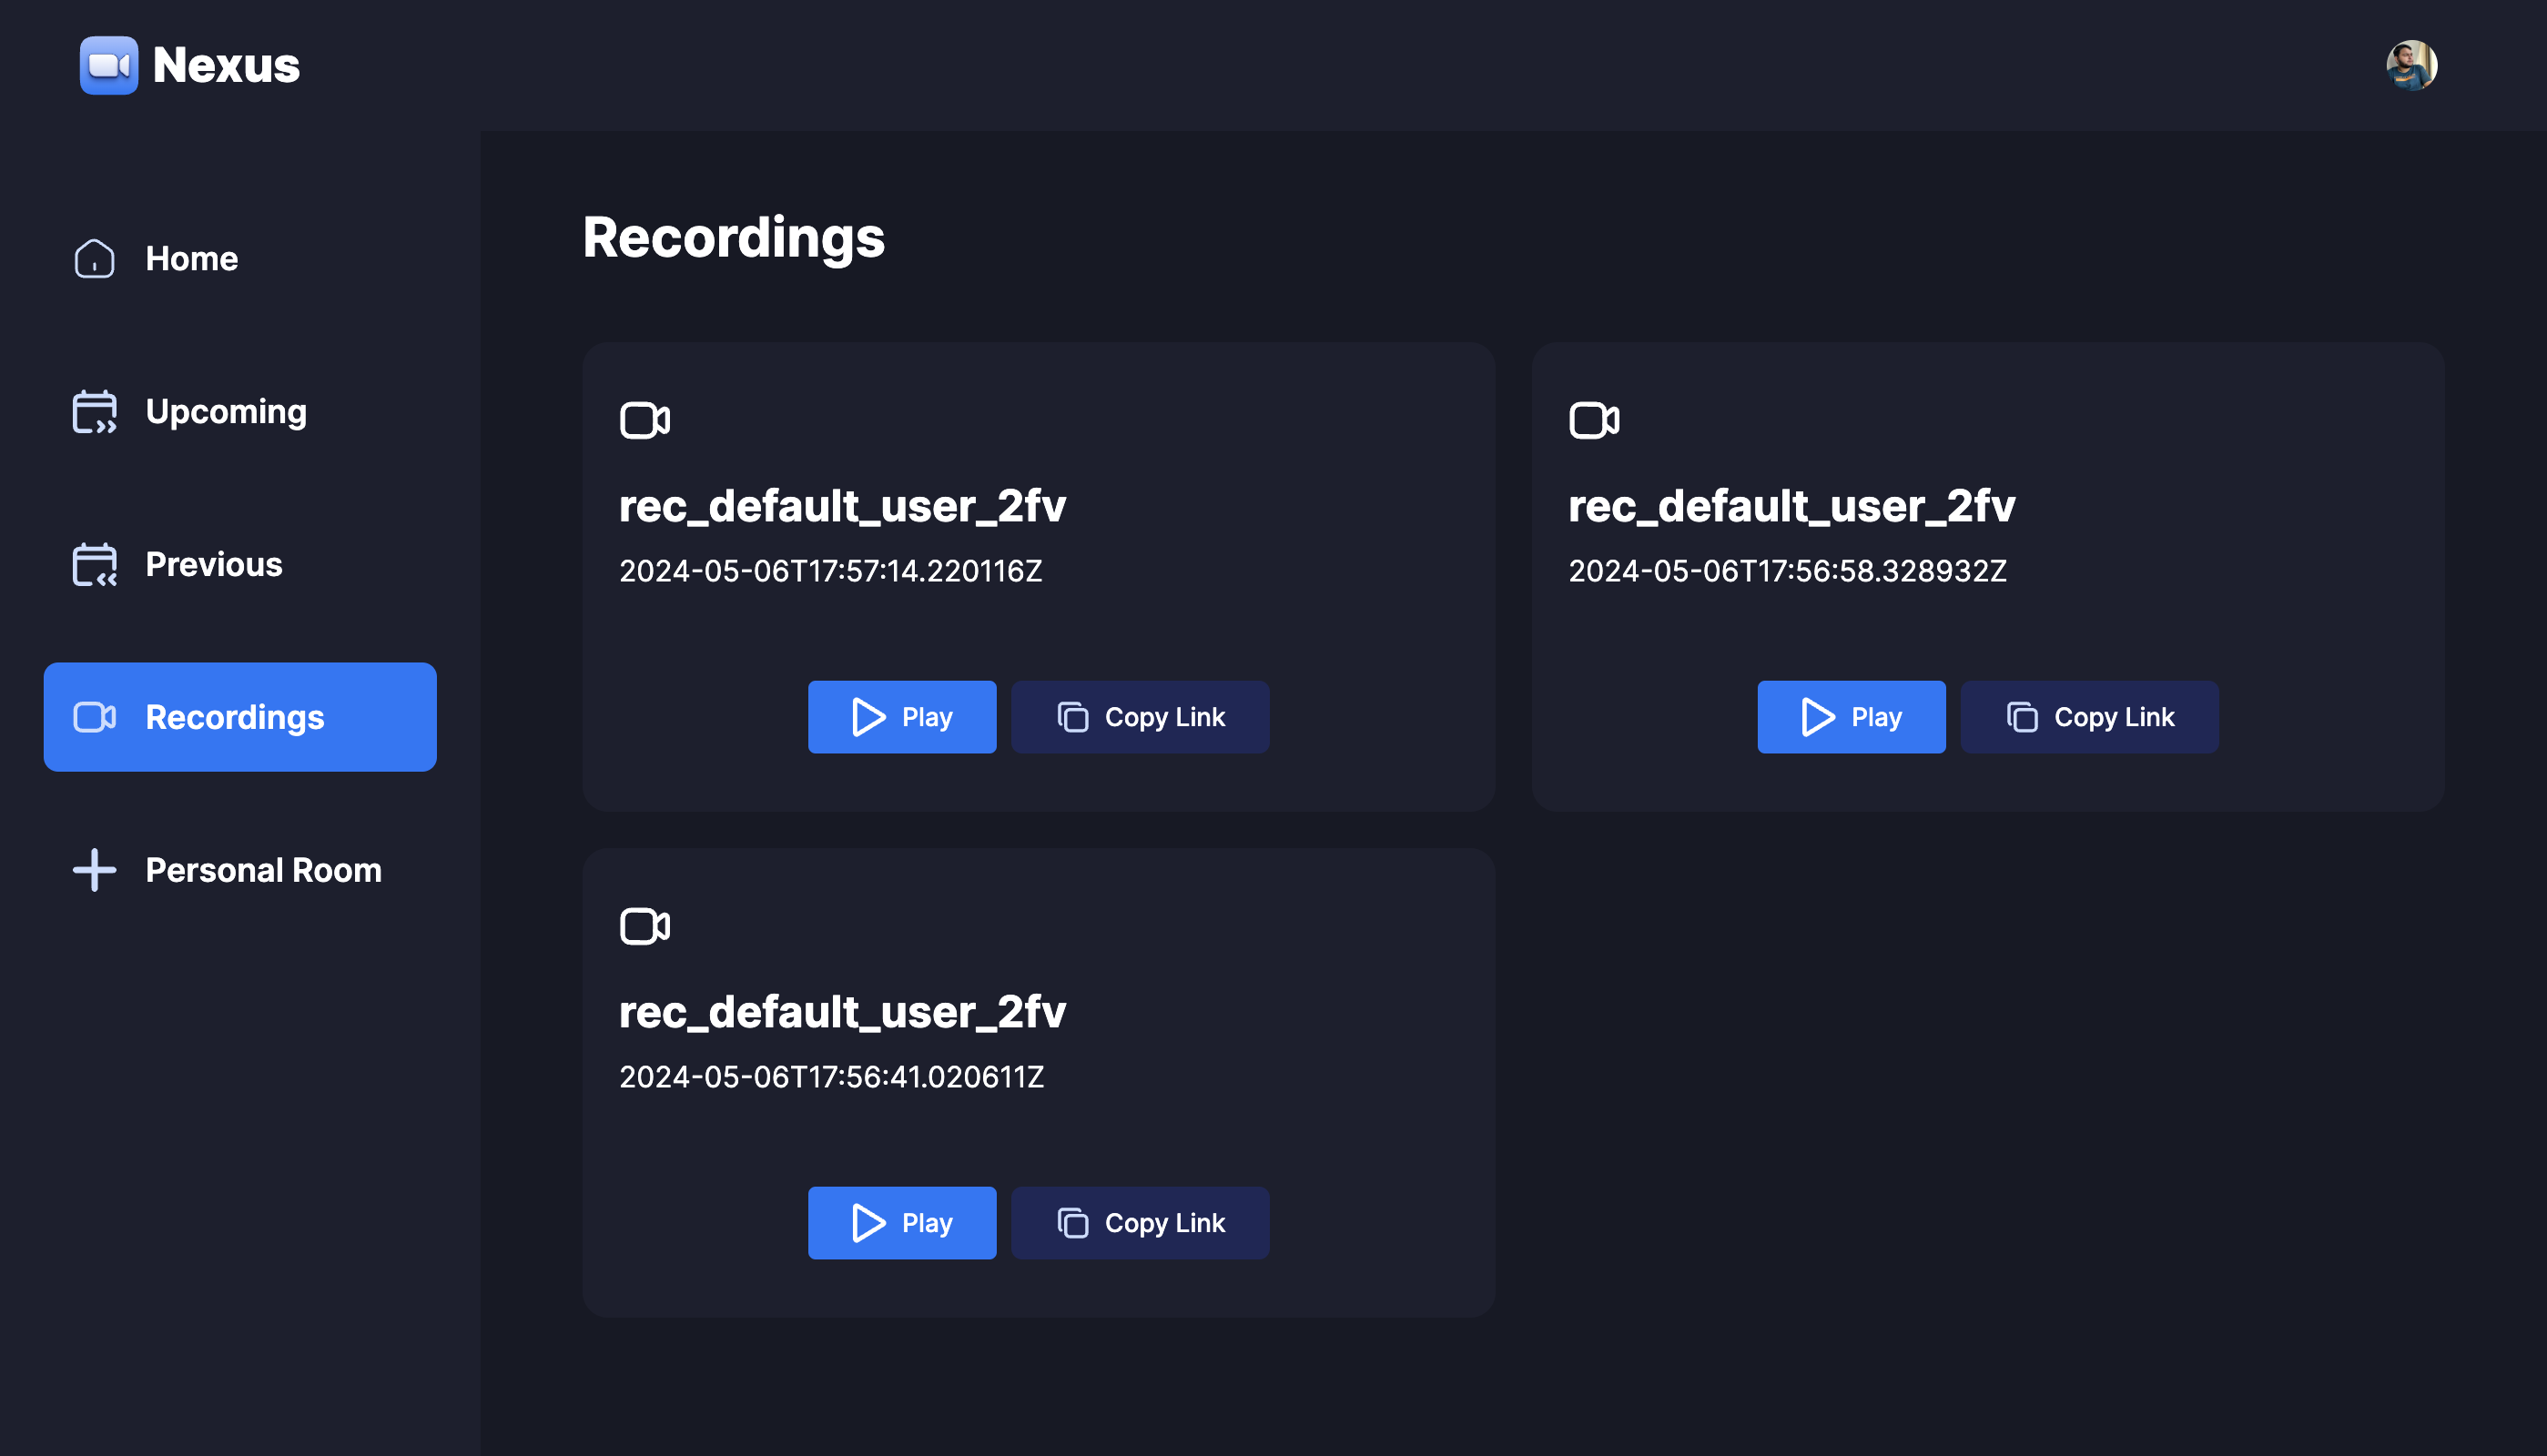 Nexus
Home
Upcoming
Previous
Recordings
Personal Room
Recordings
rec_default_user_2fv
2024-05-06T17:57:14.220116Z
Play
Copy Link
rec_default_user_2fv
2024-05-06T17:56:58.328932Z
Play
Copy Link
rec_default_user_2fv
2024-05-06T17:56:41.020611Z
Play
Copy Link